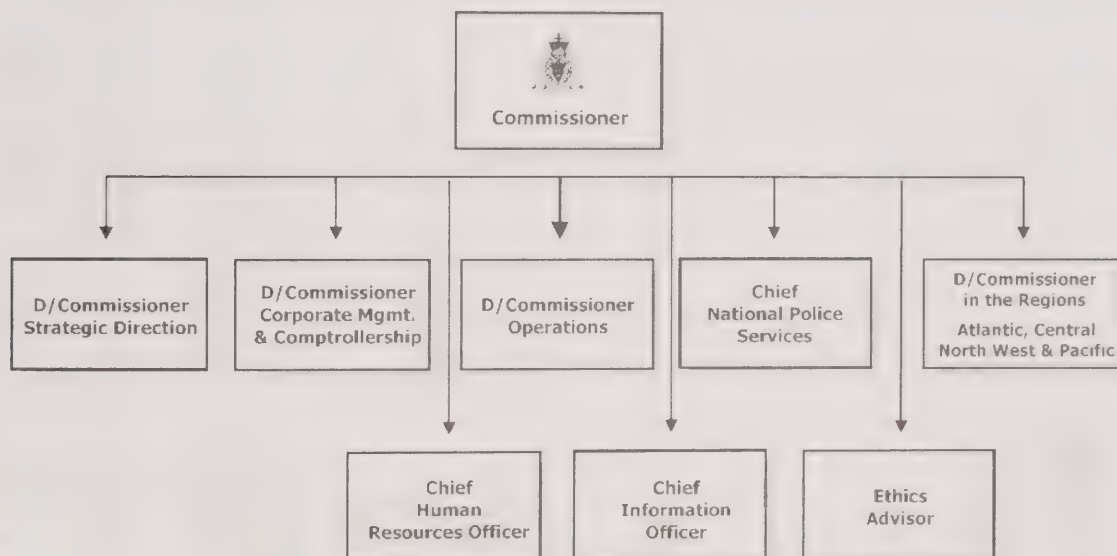 Commissioner
D/Commissioner
Strategic Direction
D/Commissioner
Corporate Mgmt.
& Comptrollership
D/Commissioner
Operations
Chief
National Police
Services
D/Commissioner
in the Regions
Atlantic, Central
North West & Pacific
Chief
Human
Resources Officer
Chief
Information
Officer
Ethics
Advisor